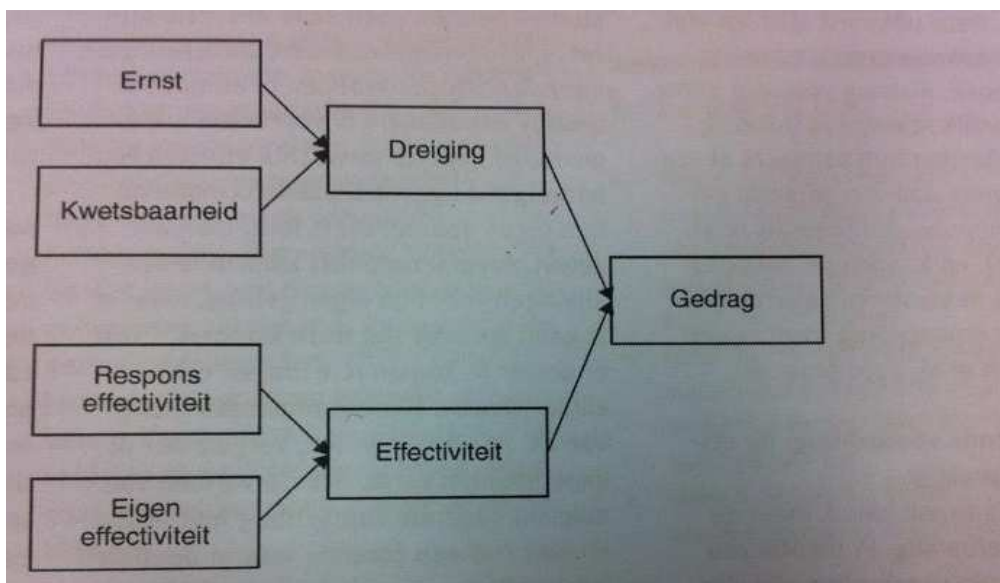 Ernst
Kwetsbaarheid
Dreiging
Gedrag
Respons
effectiviteit
Effectiviteit
Eigen
effectiviteit